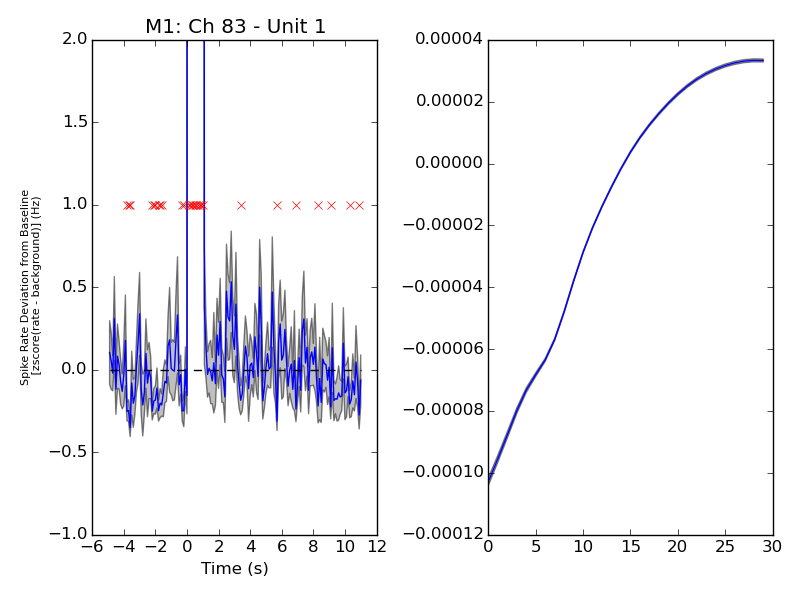 M1: Ch 83 - Unit 1
2.0
1.5
1.0
0.5
0.0
−0.5
−1.0
Spike Rate Deviation from Baseline
[zscore(rate - background)] (Hz)
−6 −4 −2 0 2 4 6 8 10 12
Time (s)
0.00004
0.00002
0.00000
−0.00002
−0.00004
−0.00006
−0.00008
−0.00010
−0.00012
0 5 10 15 20 25 30